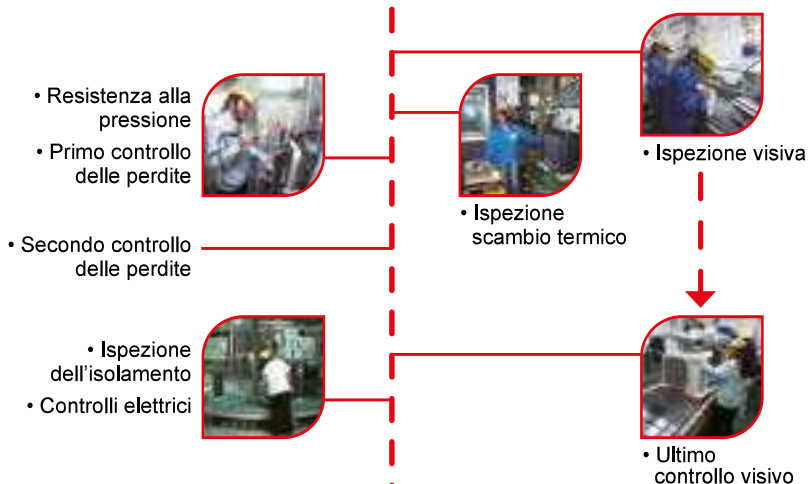 • Resistenza alla
pressione
• Primo controllo
delle perdite
• Ispezione visiva
• Ispezione
scambio termico
• Secondo controllo
delle perdite
• Ispezione
dell'isolamento
• Controlli elettrici
• Ultimo
controllo visivo